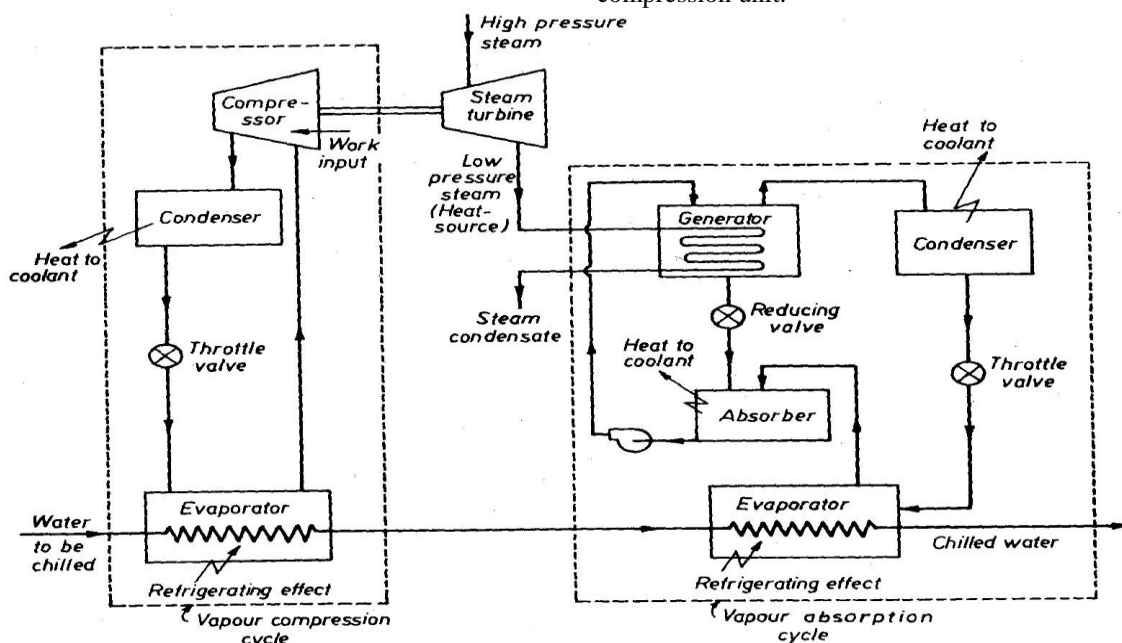 compression unit.
High pressure
steam
Compre-
ssor
Steam
turbine
Work
input
Heat to
coolant
Low
pressure
steam
(Heat-
source)
Generator
Condenser
Condenser
Heat to
coolant
Steam
condensate
Reducing
valve
Throttle
valve
Heat to
coolant
Throttle
valve
Absorber
Evaporator
Evaporator
Water
to be
chilled
Chilled water
Refrigerating effect
Refrigerating effect
Vapour compression
cycle
Vapour absorption
cycle